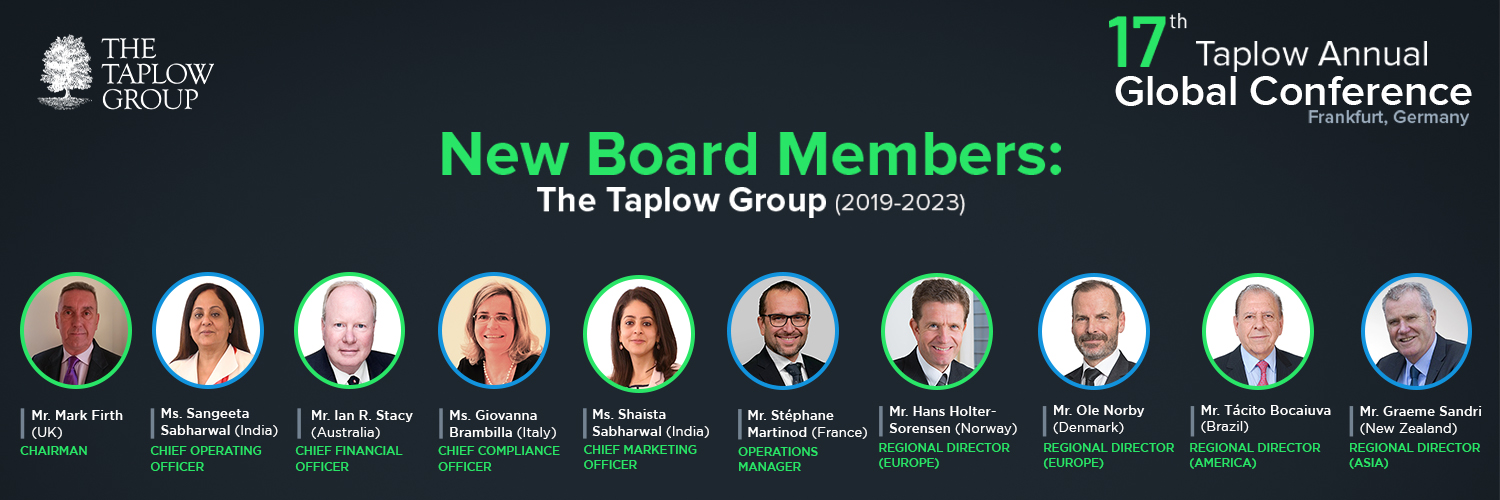 THE
TAPLOW
GROUP
17th
Taplow Annual
Global Conference
Frankfurt, Germany
New Board Members:
The Taplow Group (2019-2023)
Mr. Mark Firth
(UK)
CHAIRMAN
Ms. Sangeeta
Sabharwal (India)
CHIEF OPERATING
OFFICER
Mr. Ian R. Stacy
(Australia)
CHIEF FINANCIAL
OFFICER
Ms. Giovanna
Brambilla (Italy)
CHIEF COMPLIANCE
OFFICER
Ms. Shaista
Sabharwal (India)
CHIEF MARKETING
OFFICER
Mr. Stéphane
Martinod (France)
OPERATIONS
MANAGER
Mr. Hans Holter-
Sorensen (Norway)
REGIONAL DIRECTOR
(EUROPE)
Mr. Ole Norby
(Denmark)
REGIONAL DIRECTOR
(EUROPE)
Mr. Tácito Bocaiuva
(Brazil)
REGIONAL DIRECTOR
(AMERICA)
Mr. Graeme Sandri
(New Zealand)
REGIONAL DIRECTOR
(ASIA)